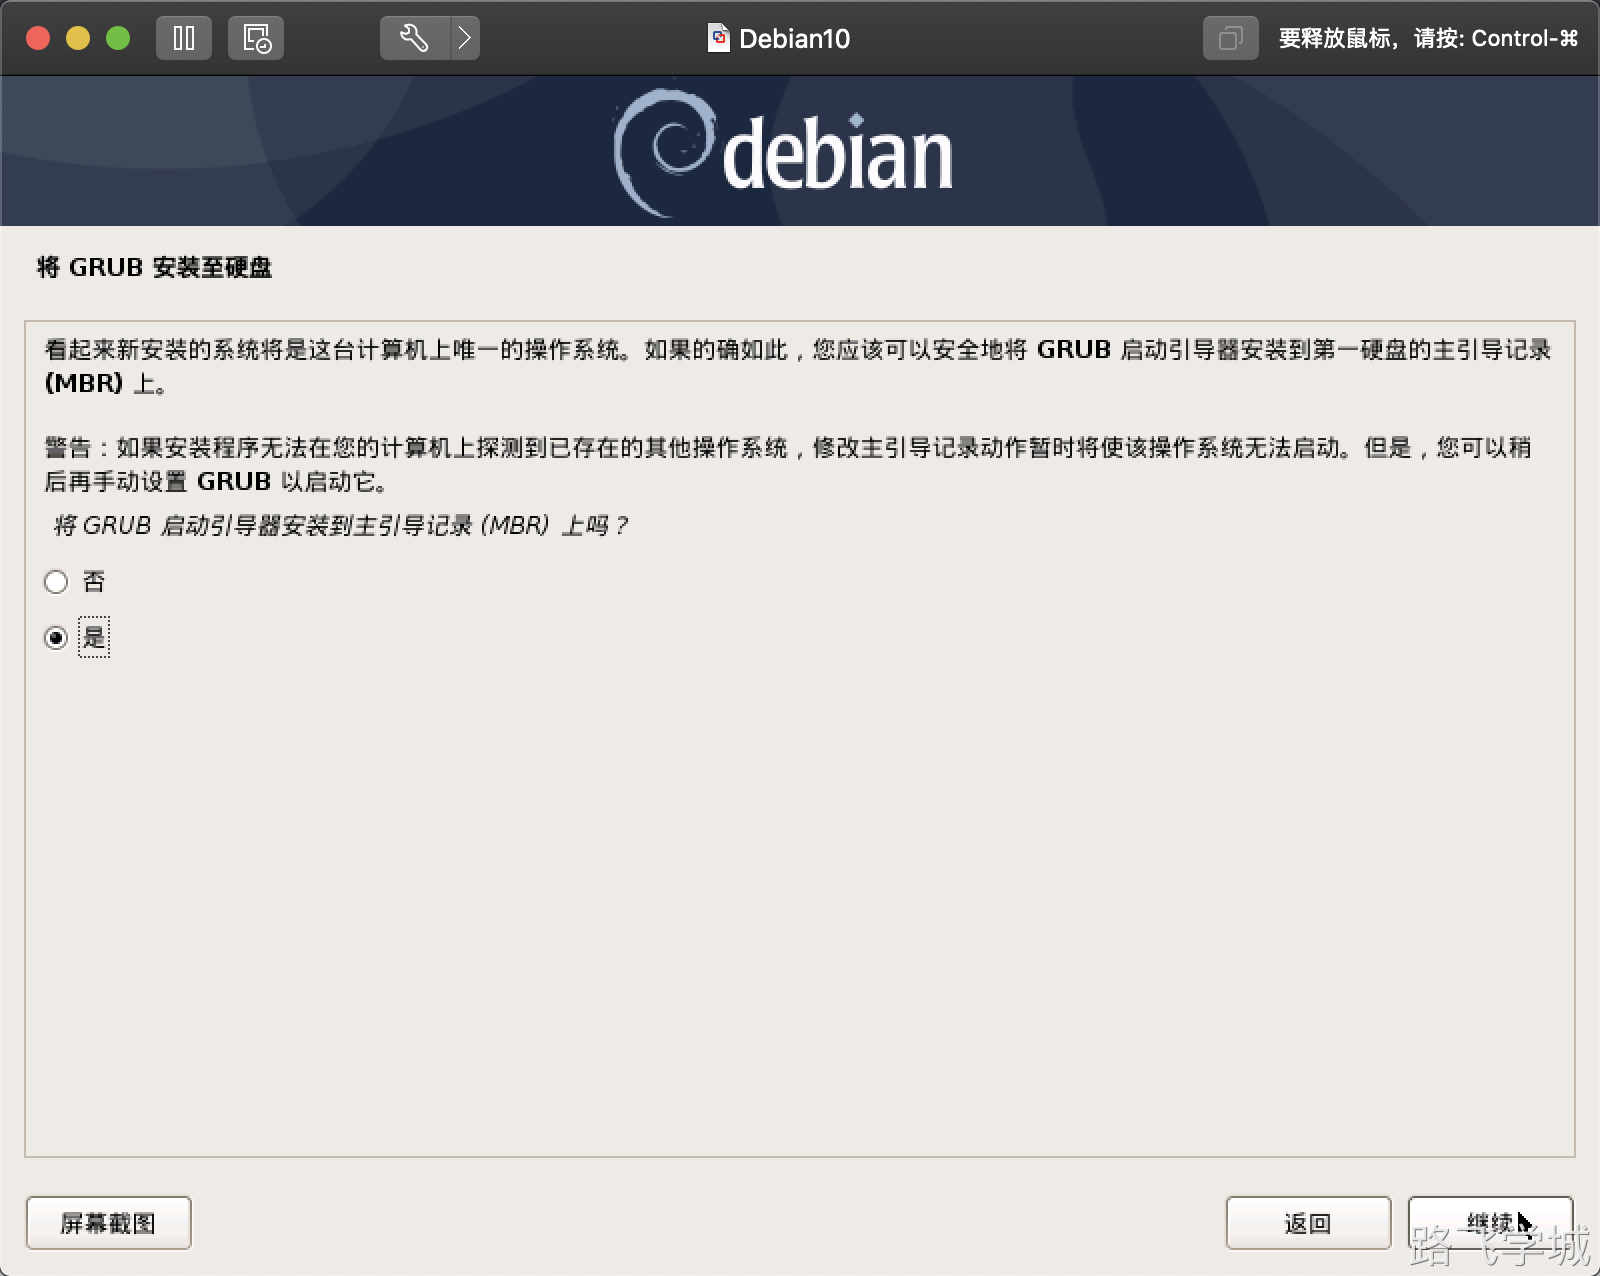 Debian10
要释放鼠标，请按: Control-⌘
debian
将 GRUB 安装至硬盘
看起来新安装的系统将是这台计算机上唯一的操作系统。如果的确如此，您应该可以安全地将 GRUB 启动引导器安装到第一硬盘的主引导记录
(MBR) 上。
警告：如果安装程序无法在您的计算机上探测到已存在的其他操作系统，修改主引导记录动作暂时将使该操作系统无法启动。但是，您可以稍
后再手动设置 GRUB 以启动它。
将 GRUB 启动引导器安装到主引导记录 (MBR) 上吗？
否
是
屏幕截图
返回
继续
路飞学城